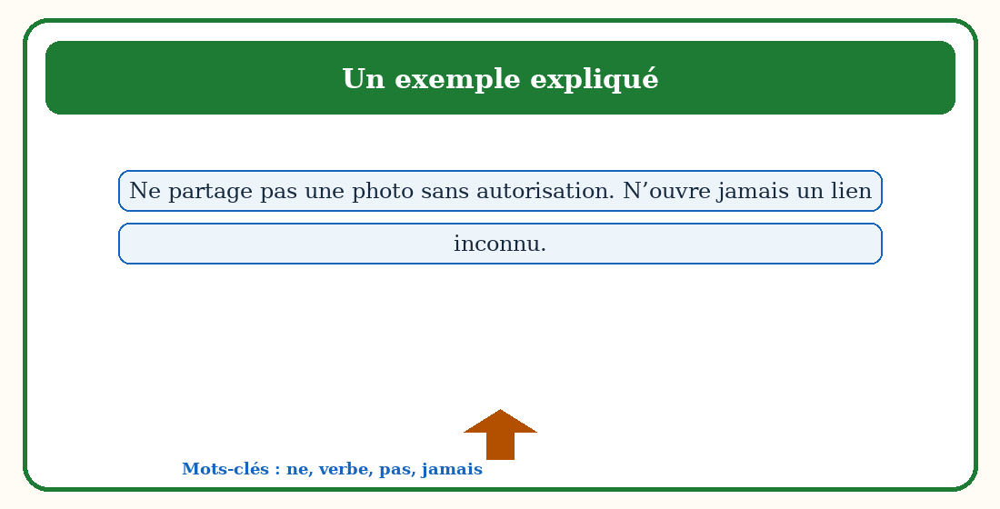 Un exemple expliqué
Ne partage pas une photo sans autorisation. N’ouvre jamais un lien
inconnu.
Mots-clés : ne, verbe, pas, jamais